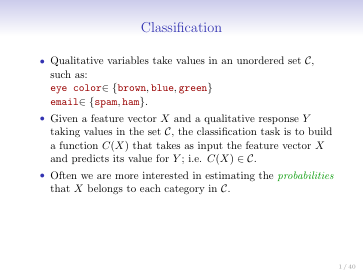 Classification
• Qualitative variables take values in an unordered set C,
such as:
eye color∈ {brown, blue, green}
email∈ {spam, ham}.
• Given a feature vector X and a qualitative response Y
taking values in the set C, the classification task is to build
a function C(X) that takes as input the feature vector X
and predicts its value for Y; i.e. C(X) ∈ C.
• Often we are more interested in estimating the probabilities
that X belongs to each category in C.
1 / 40